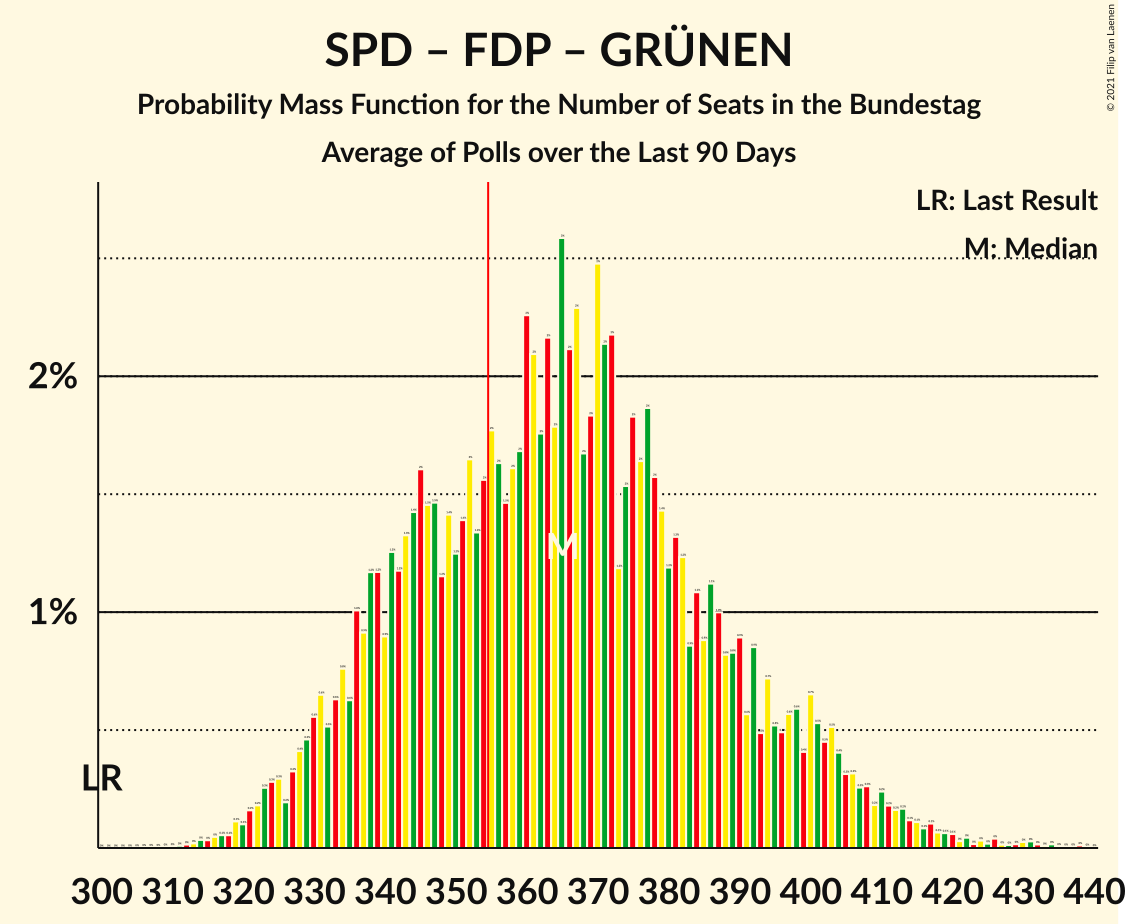 SPD – FDP – GRÜNEN
Probability Mass Function for the Number of Seats in the Bundestag
Average of Polls over the Last 90 Days
© 2021 Filip van Laenen
LR: Last Result
M: Median
2%
1%
M
LR
300 310 320 330 340 350 360 370 380 390 400 410 420 430 440